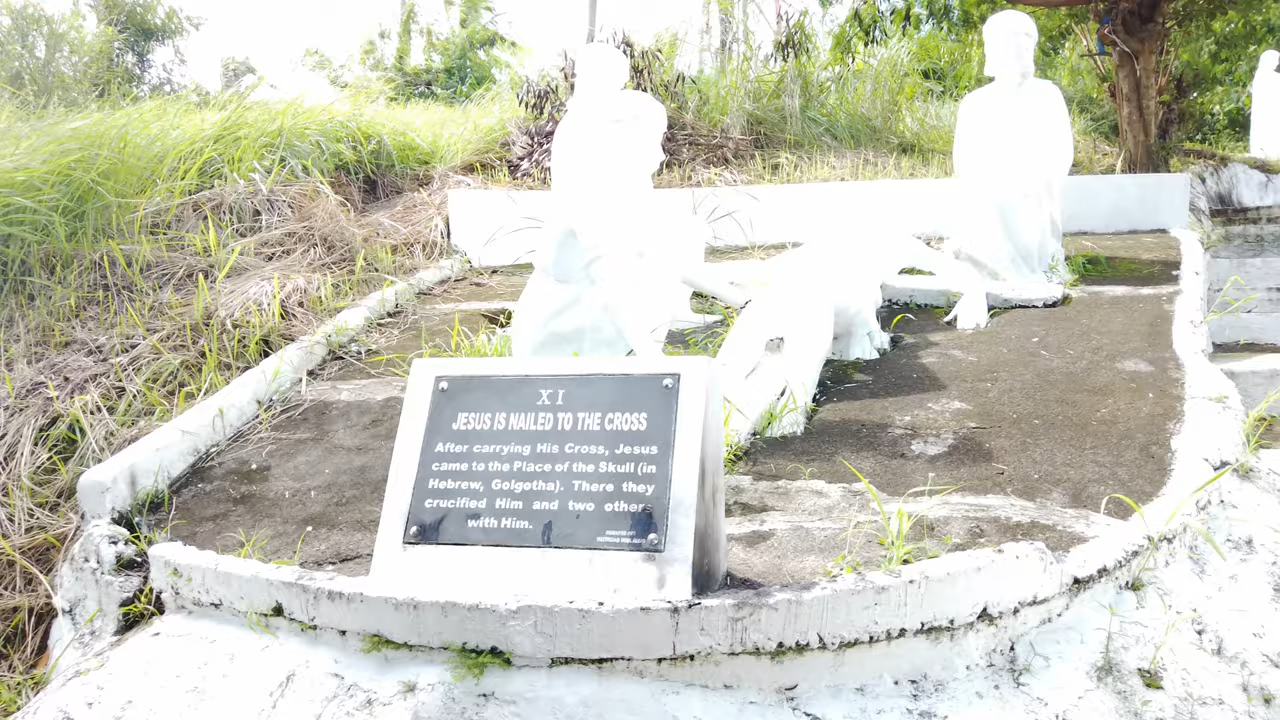 XI
JESUS IS NAILED TO THE CROSS
After carrying His Cross, Jesus
came to the Place of the Skull (in
Hebrew, Golgotha). There they
crucified Him and two others
with Him.